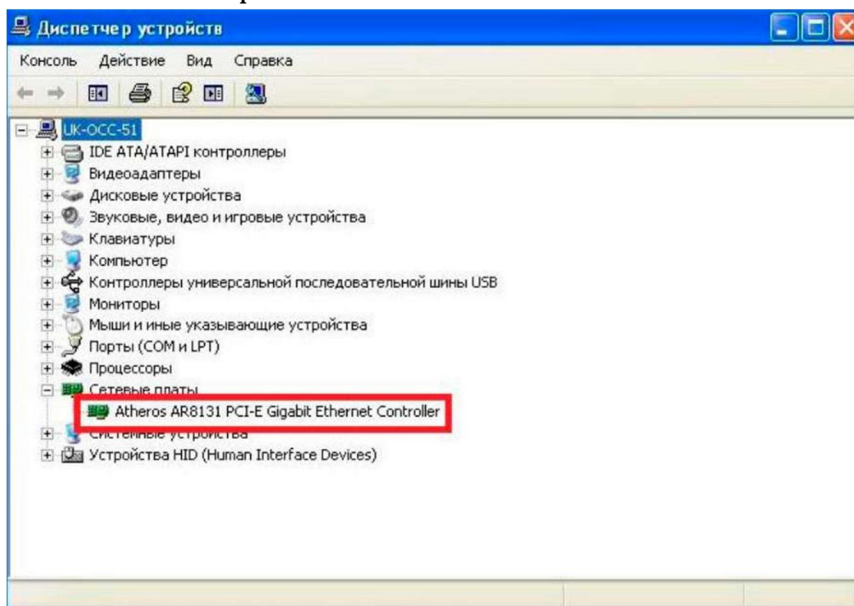 Диспетчер устройств
Консоль Действие Вид Справка
UK-OCC-51
IDE ATA/ATAPI контроллеры
Видеоадаптеры
Дисковые устройства
Звуковые, видео и игровые устройства
Клавиатуры
Компьютер
Контроллеры универсальной последовательной шины USB
Мониторы
Мыши и иные указывающие устройства
Порты (COM и LPT)
Процессоры
Сетевые платы
Atheros AR8131 PCI-E Gigabit Ethernet Controller
Системные устройства
Устройства HID (Human Interface Devices)